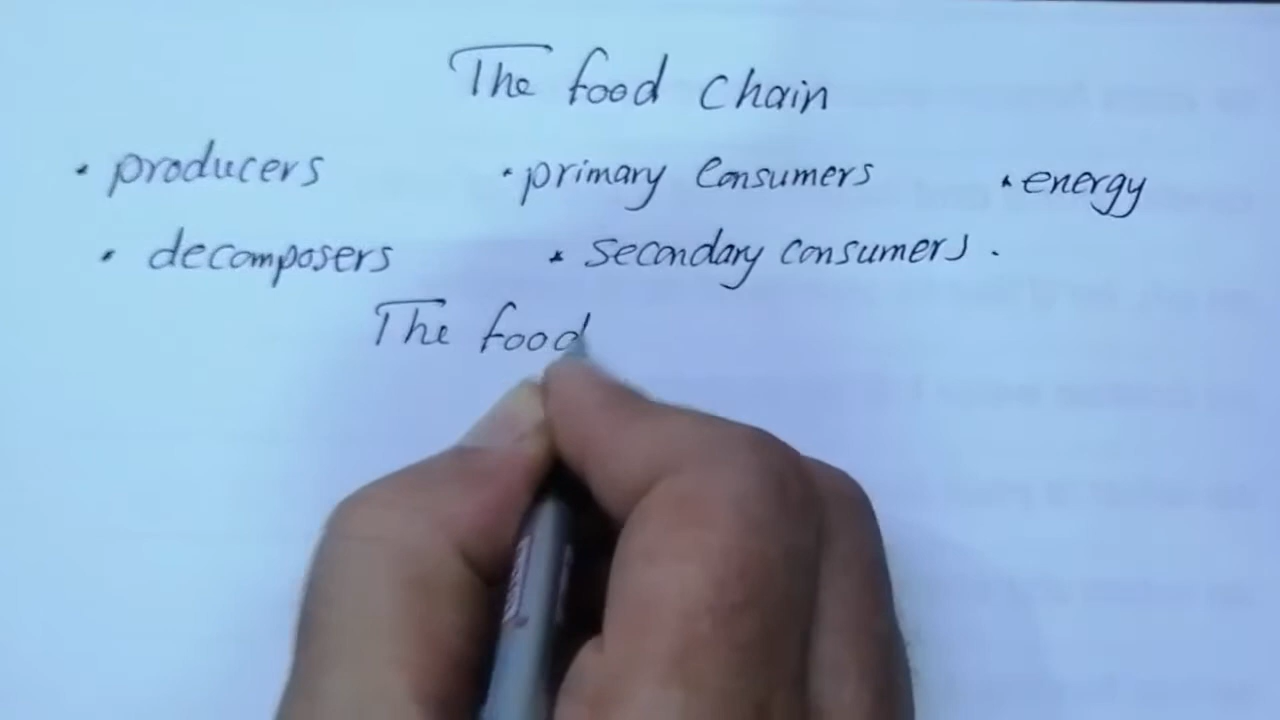 The food chain
• producers • primary consumers • energy
• decomposers • secondary consumers .
The food